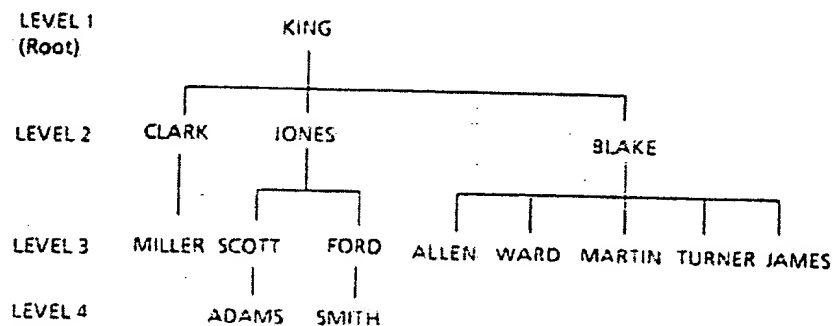 LEVEL 1 KING
(Root)
LEVEL 2 CLARK JONES BLAKE
LEVEL 3 MILLER SCOTT FORD ALLEN WARD MARTIN TURNER JAMES
LEVEL 4 ADAMS SMITH